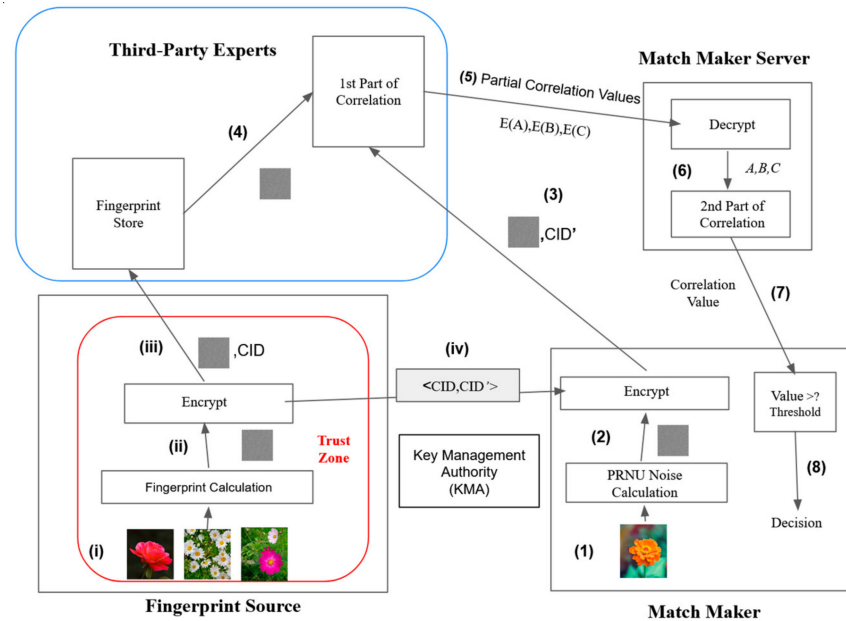 Third-Party Experts
1st Part of
Correlation
(4)
Fingerprint
Store
(5) Partial Correlation Values
E(A),E(B),E(C)
Match Maker Server
Decrypt
(6)
A,B,C
2nd Part of
Correlation
(3)
,CID'
Correlation
Value
(7)
(iii)
,CID
(iv)
<CID,CID'>
Encrypt
(ii)
Trust
Zone
Fingerprint Calculation
(i)
Fingerprint Source
Key Management
Authority
(KMA)
Encrypt
(2)
PRNU Noise
Calculation
(1)
Value >?
Threshold
(8)
Decision
Match Maker